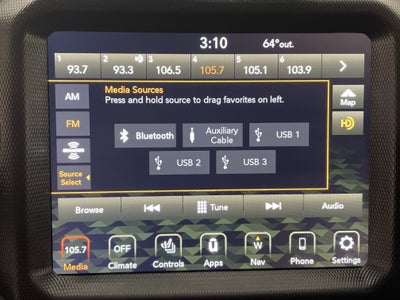 3:10 64°out.
1 2 HD 3 4 5 6
93.7 93.3 106.5 105.7 105.1 103.9
Media Sources
Press and hold source to drag favorites on left.
AM
FM
Source
Select
Bluetooth
Auxiliary
Cable
USB 1
USB 2
USB 3
Map
HD
Browse
Tune
Audio
105.7
Media
OFF
Climate
Controls
Apps
W
Nav
Phone
Settings